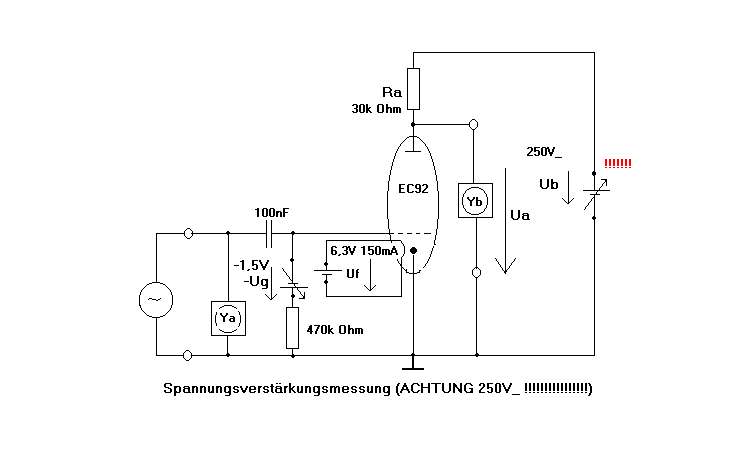 Ra
30k Ohm
250V_
!!!!!!!
EC92
Ub
Yb
100nF
Ua
6,3V 150mA
-1,5V
-Ug
Uf
~
Ya
470k Ohm
Spannungsverstärkungsmessung (ACHTUNG 250V_ !!!!!!!!!!!!!!!!)